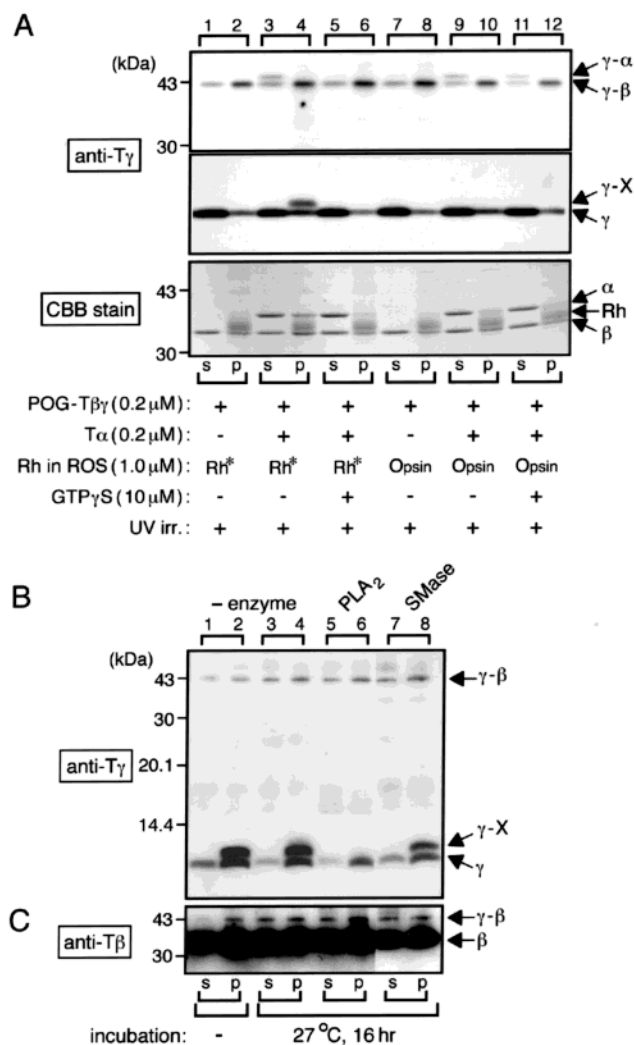 A
1 2 3 4 5 6 7 8 9 10 11 12
(kDa)
43
30
anti-Tγ
γ-α
γ-β
γ-X
γ
CBB stain
43
30
α
Rh
β
s p s p s p s p s p s p
POG-Tβγ (0.2 μM) : + + + + + +
Tα (0.2 μM) : - + + - + +
Rh in ROS (1.0 μM) : Rh* Rh* Rh* Opsin Opsin Opsin
GTPγS (10 μM) : - - + - - +
UV irr. : + + + + + +
B
– enzyme PLA2 SMase
1 2 3 4 5 6 7 8
(kDa)
43
30
20.1
14.4
anti-Tγ
γ-β
γ-X
γ
C
anti-Tβ
43
30
γ-β
β
s p s p s p s p
incubation: - 27 °C, 16 hr